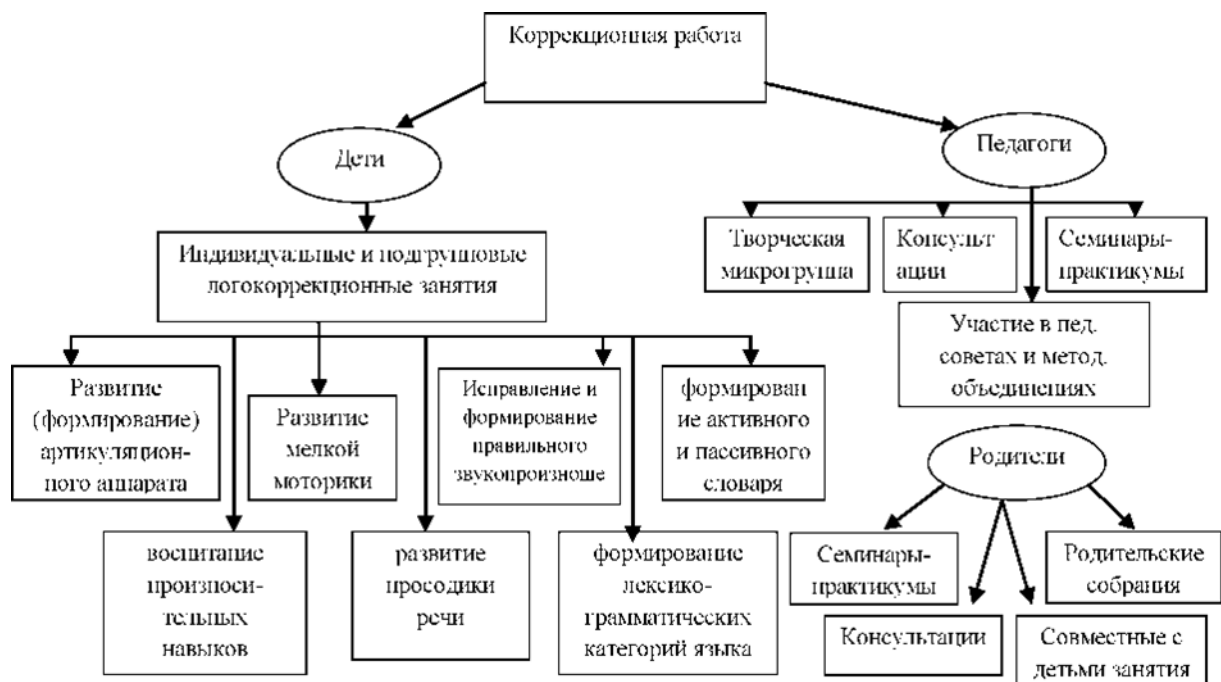 Коррекционная работа
Дети
Педагоги
Индивидуальные и подгрупповые
логокоррекционные занятия
Творческая
микрогруппа
Консульт
ации
Семинары-
практикумы
Участие в пед.
советах и метод.
объединениях
Развитие
(формирование)
артикуляцион-
ного аппарата
Развитие
мелкой
моторики
Исправление и
формирование
правильного
звукопроизноше
формирован
ие активного
и пассивного
словаря
воспитание
произноси-
тельных
навыков
развитие
просодики
речи
формирование
лексико-
грамматических
категорий языка
Родители
Семинары-
практикумы
Родительские
собрания
Консультации
Совместные с
детьми занятия